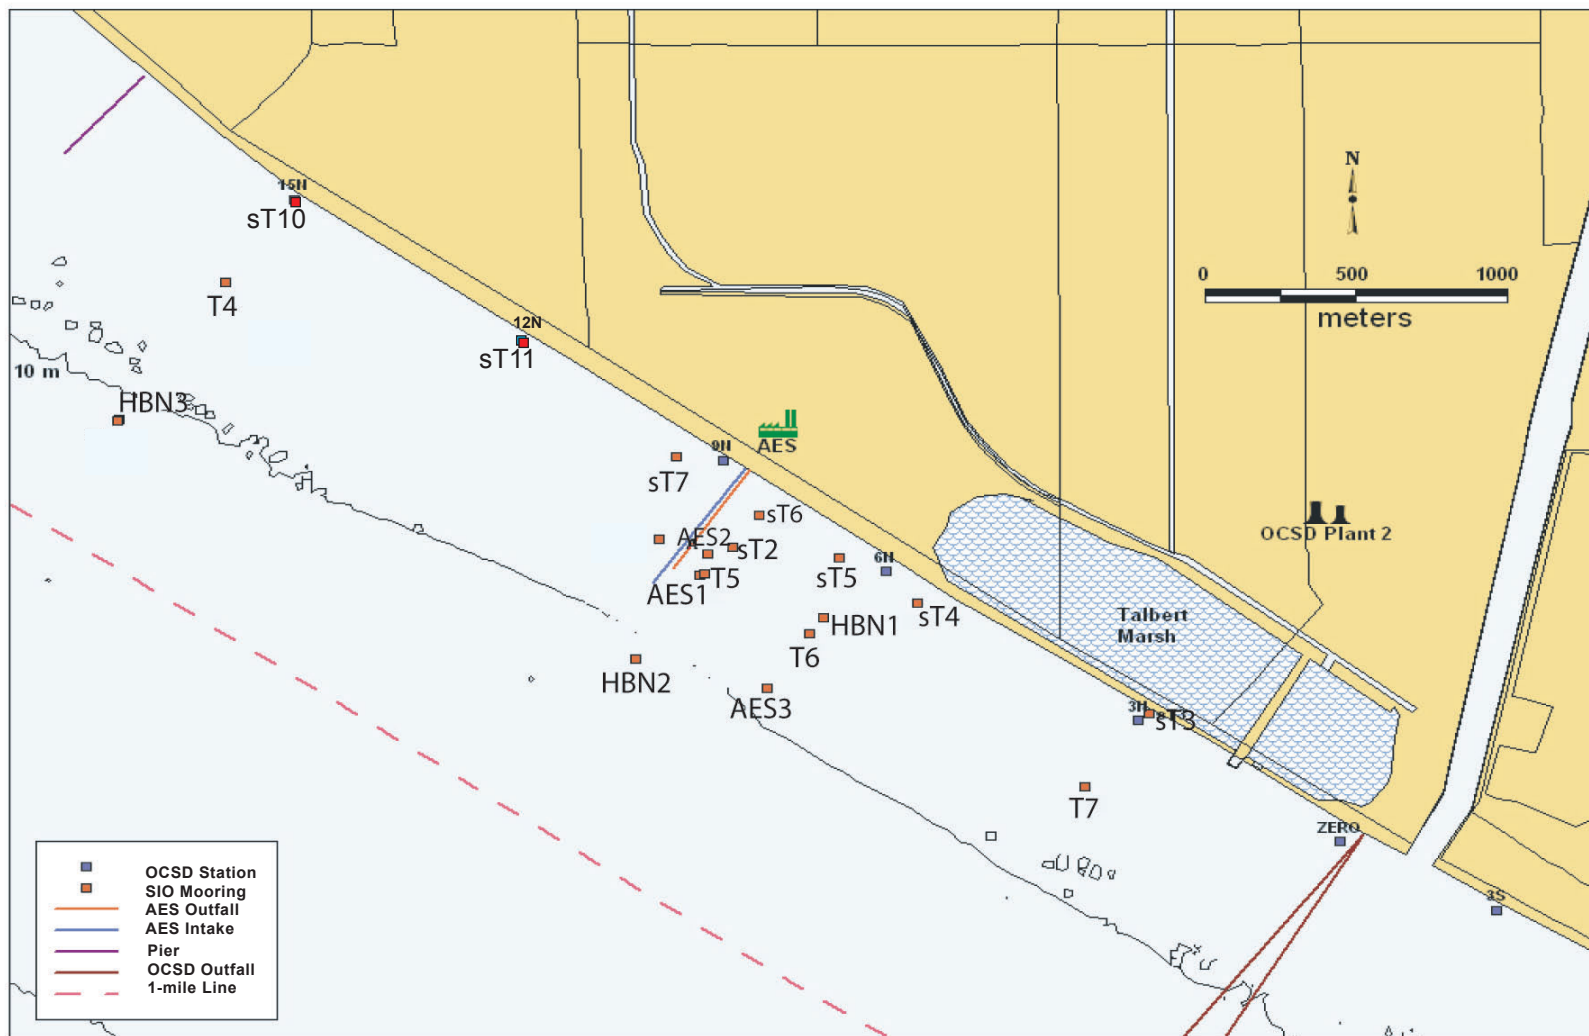 N
15N
sT10
0 500 1000
meters
T4
12N
sT11
10 m
HBN3
AES
9N
sT7
sT6
OCSD Plant 2
AES2
sT2
6N
sT5
T5
AES1
sT4
Talbert
Marsh
HBN1
T6
HBN2
AES3
3N
sT3
T7
ZERO
3S
OCSD Station
SIO Mooring
AES Outfall
AES Intake
Pier
OCSD Outfall
1-mile Line